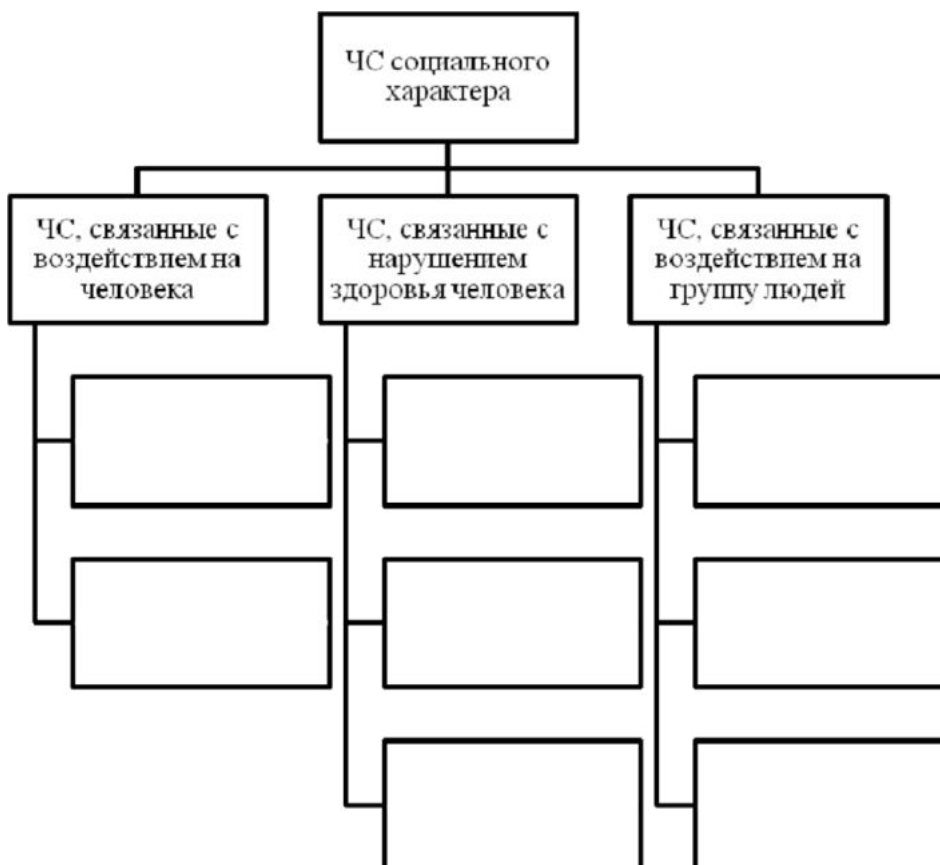 ЧС социального
характера
ЧС, связанные с
воздействием на
человека
ЧС, связанные с
нарушением
здоровья человека
ЧС, связанные с
воздействием на
группу людей